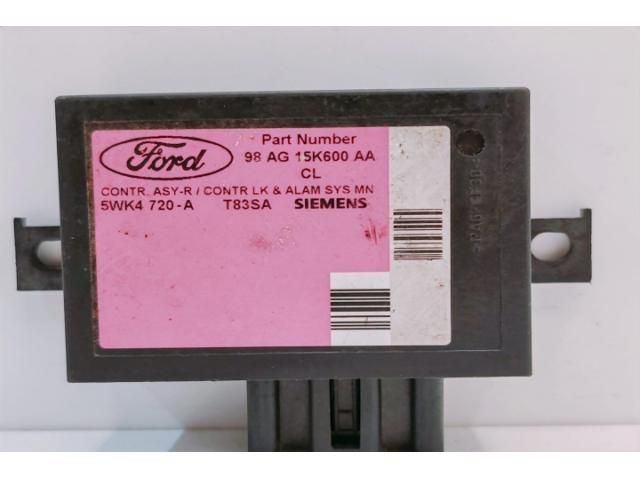 Ford
Part Number
98 AG 15K600 AA
CL
CONTR. ASY-R / CONTR LK & ALAM SYS MN
5WK4 720-A T83SA SIEMENS